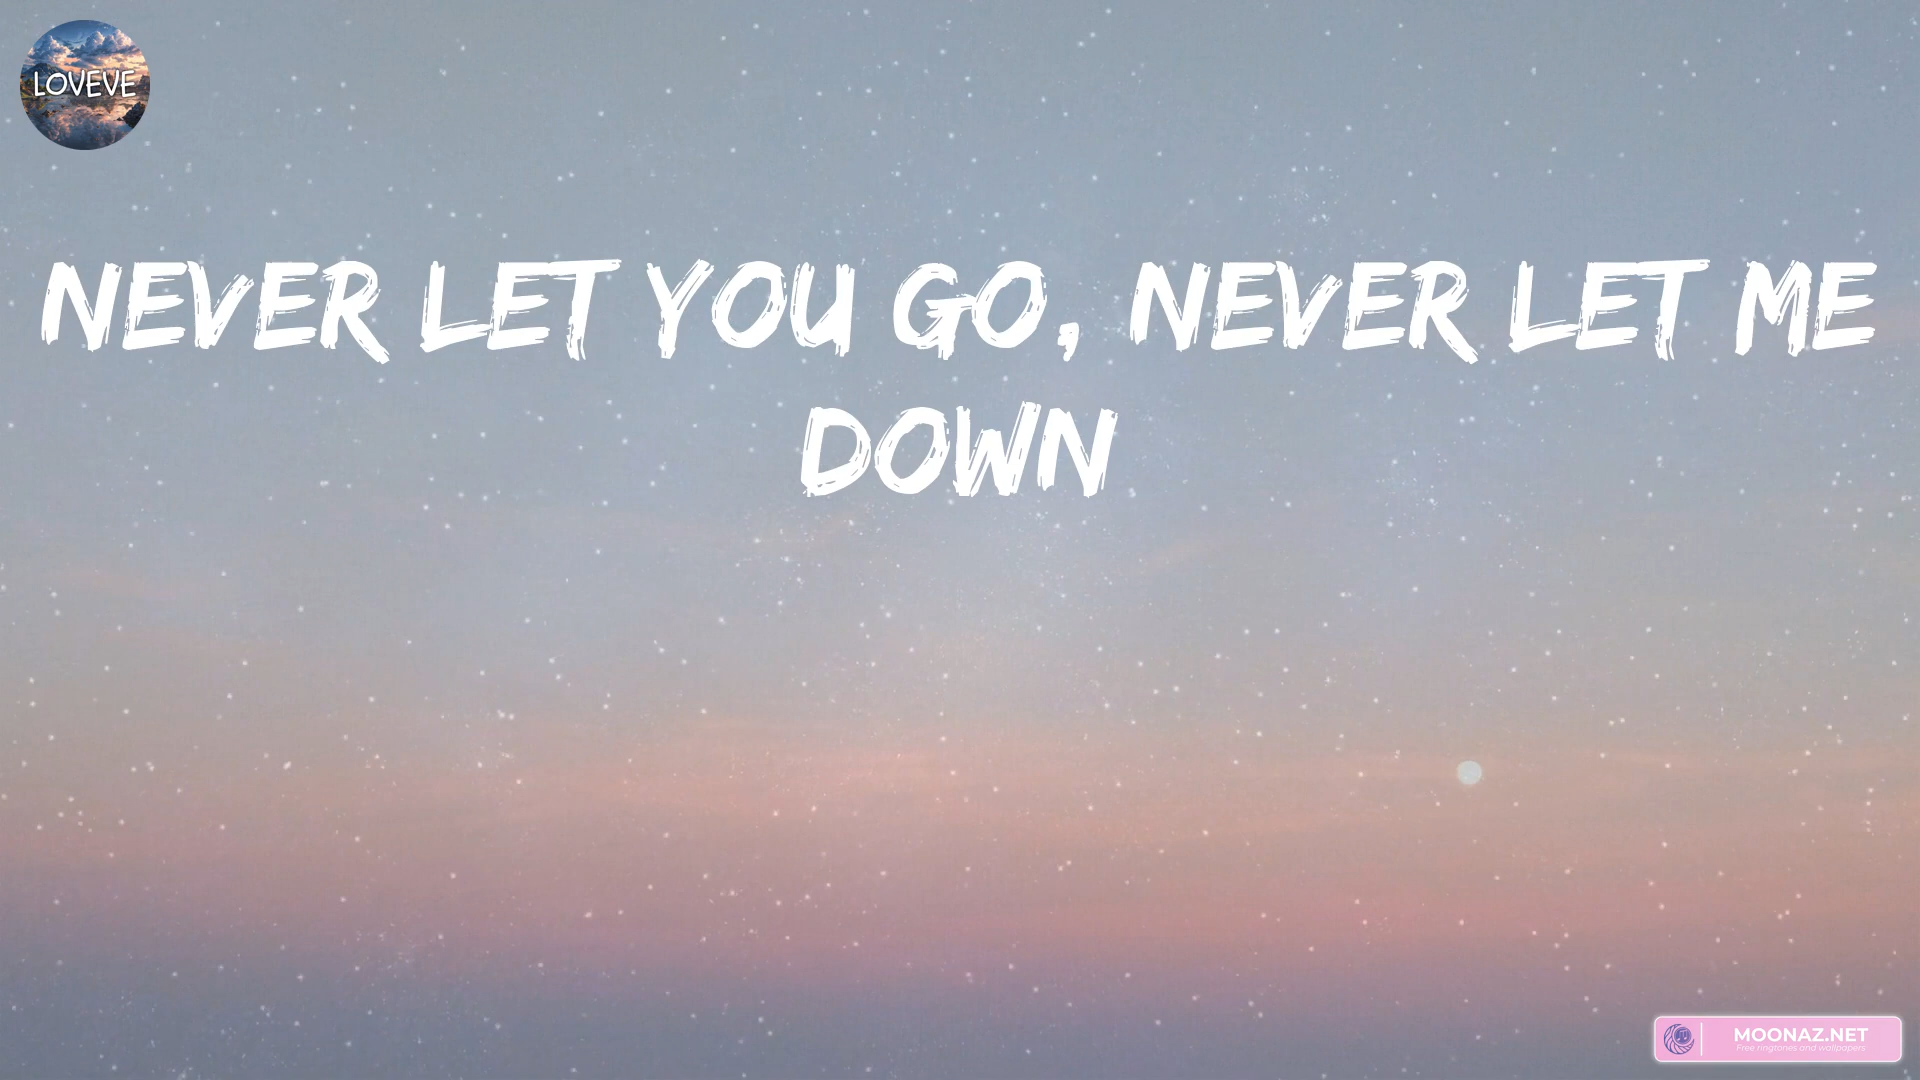 LOVEVE
NEVER LET YOU GO, NEVER LET ME
DOWN
MOONAZ.NET
Free ringtones and wallpapers